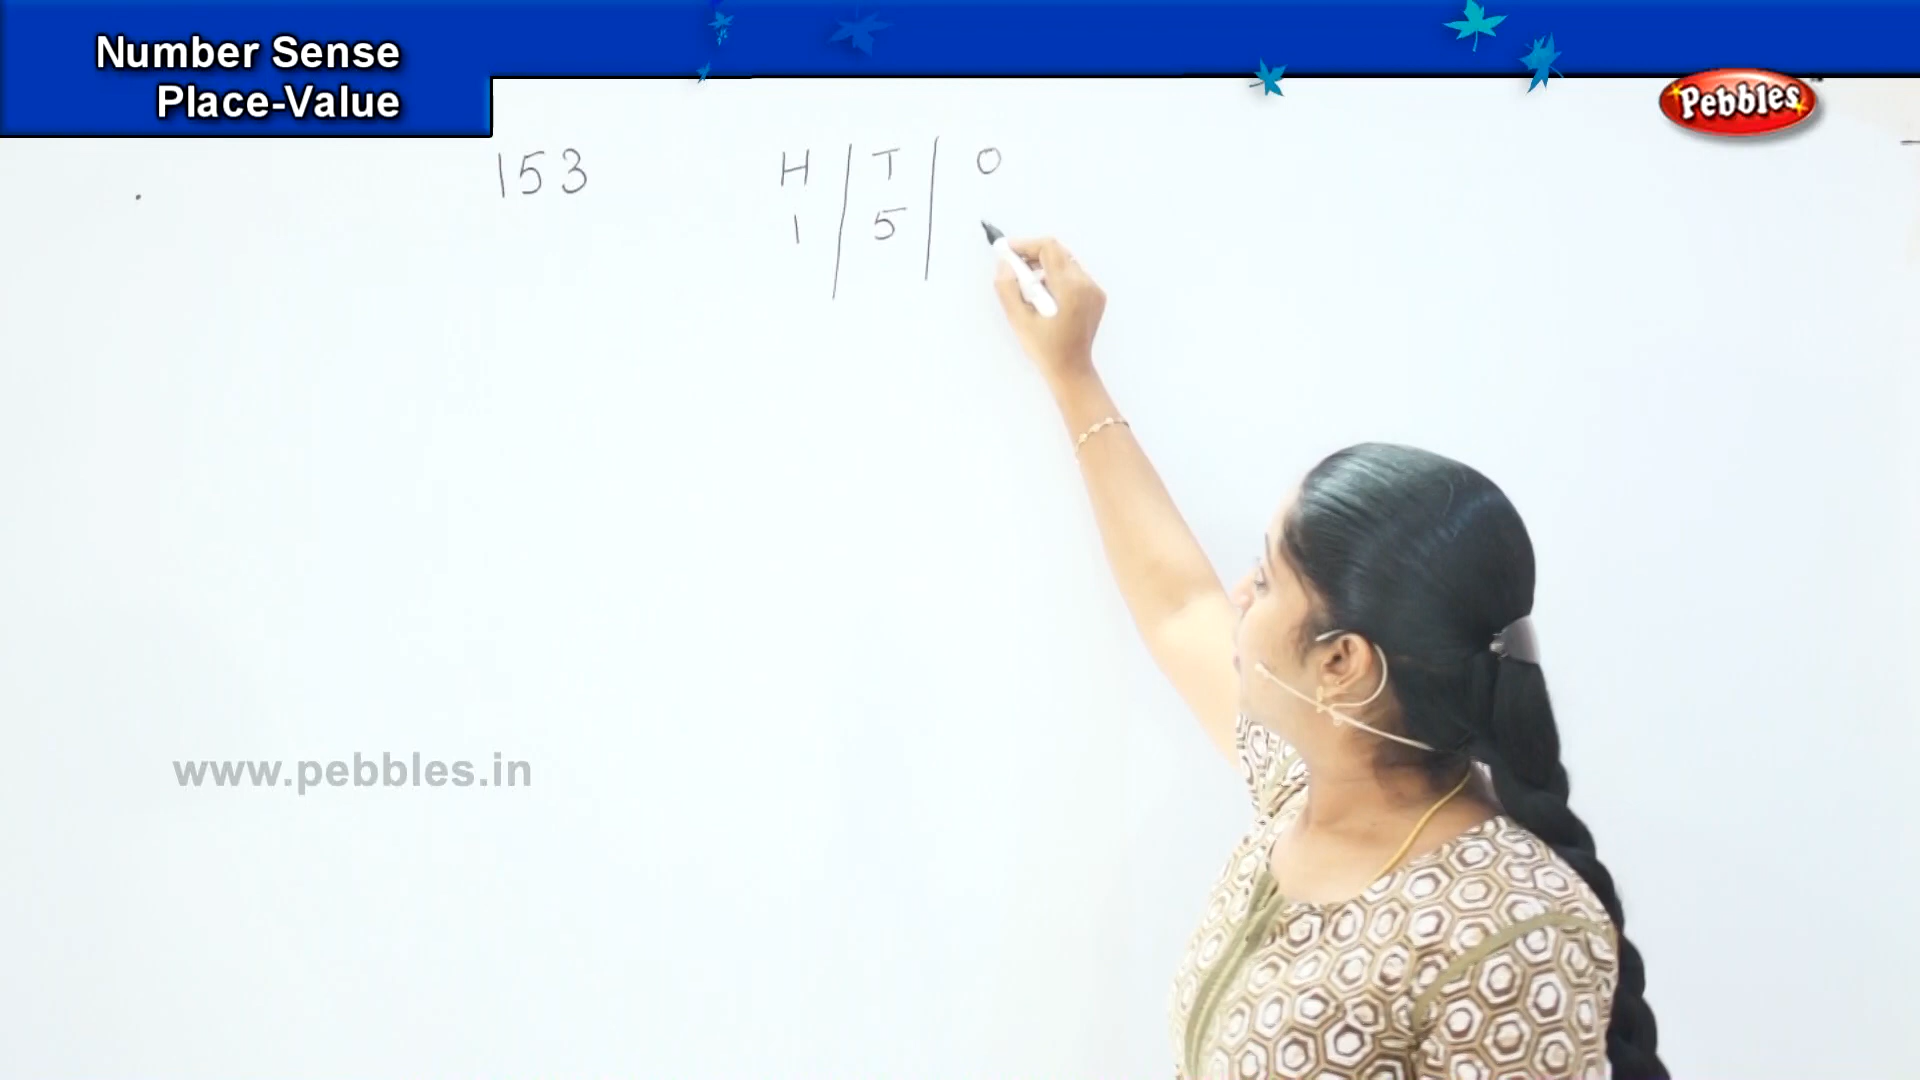 Number Sense
Place-Value
Pebbles
153
H T O
1 5
www.pebbles.in